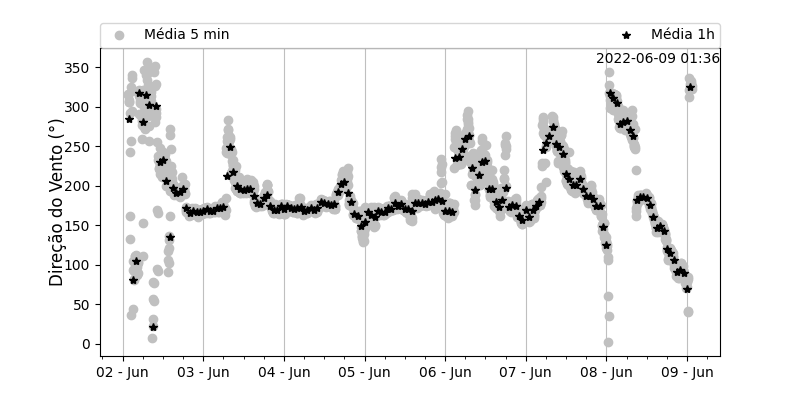 Média 5 min
Média 1h
2022-06-09 01:36
Direção do Vento (°)
350
300
250
200
150
100
50
0
02 - Jun
03 - Jun
04 - Jun
05 - Jun
06 - Jun
07 - Jun
08 - Jun
09 - Jun